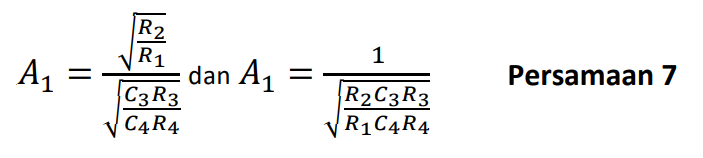 A₁ = √(R₂/R₁) / √(C₃R₃/C₄R₄) dan A₁ = 1 / √(R₂C₃R₃/R₁C₄R₄) Persamaan 7